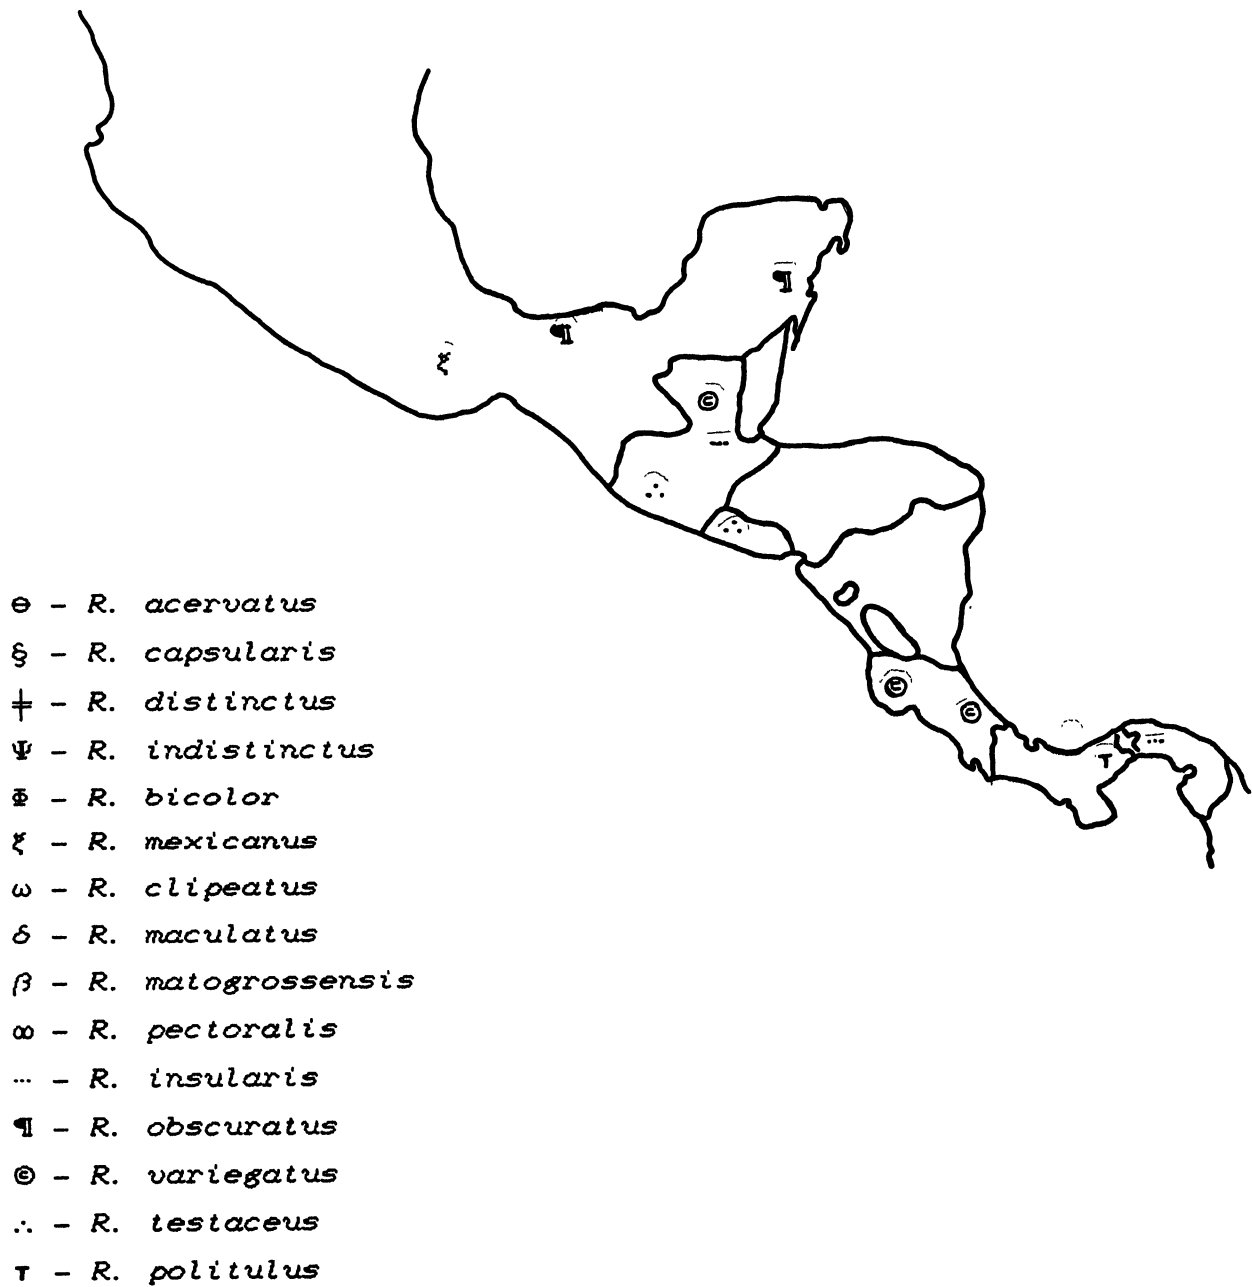 ¶
¶
ξ
©
...
∴
∴
©
©
...
τ
⊖ – R. acervatus
§ – R. capsularis
ǂ – R. distinctus
Ψ – R. indistinctus
Φ – R. bicolor
ξ – R. mexicanus
ω – R. clipeatus
δ – R. maculatus
β – R. matogrossensis
∞ – R. pectoralis
... – R. insularis
¶ – R. obscuratus
© – R. variegatus
∴ – R. testaceus
τ – R. politulus